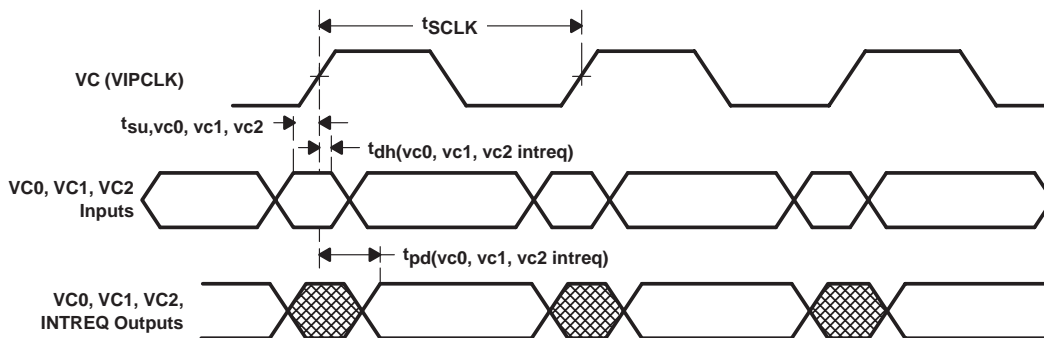 tSCLK
VC (VIPCLK)
tsu,vc0, vc1, vc2
tdh(vc0, vc1, vc2 intreq)
VC0, VC1, VC2
Inputs
tpd(vc0, vc1, vc2 intreq)
VC0, VC1, VC2,
INTREQ Outputs